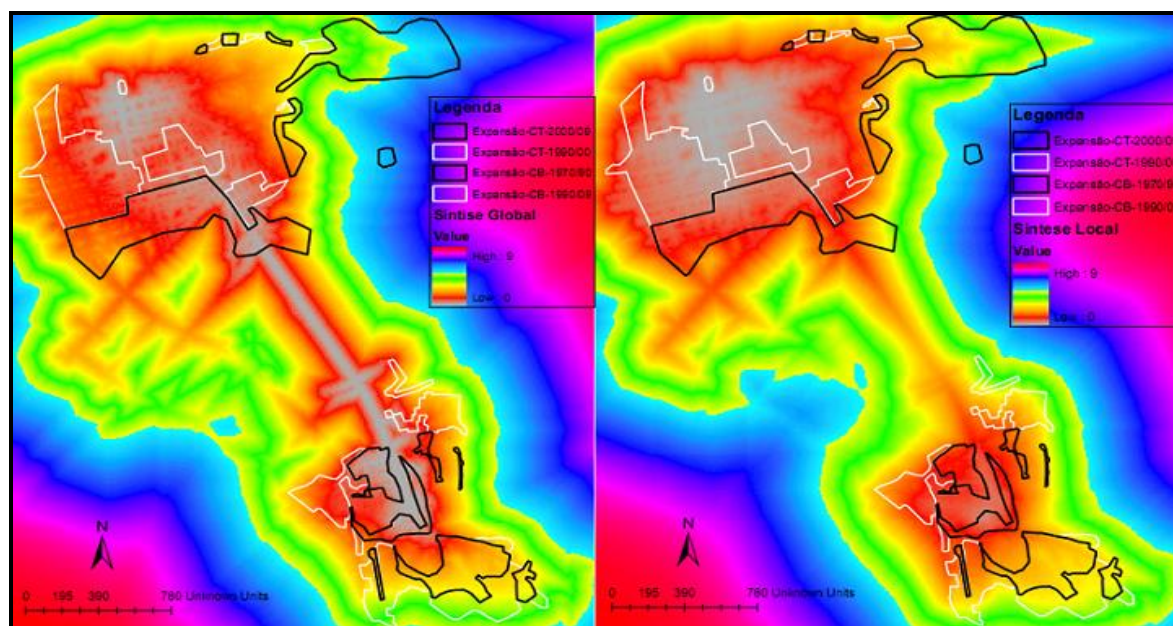 Legenda
Expansão-CT-2000/09
Expansão-CT-1990/00
Expansão-CB-1970/90
Expansão-CB-1990/09
Sintise Global
Value
High : 9
Low : 0
N
0 195 390 780 Unknown Units
Legenda
Expansão-CT-2000/0
Expansão-CT-1990/0
Expansão-CB-1970/
Expansão-CB-1990/0
Sintese Local
Value
High : 9
Low : 0
N
0 195 390 780 Unknown Units